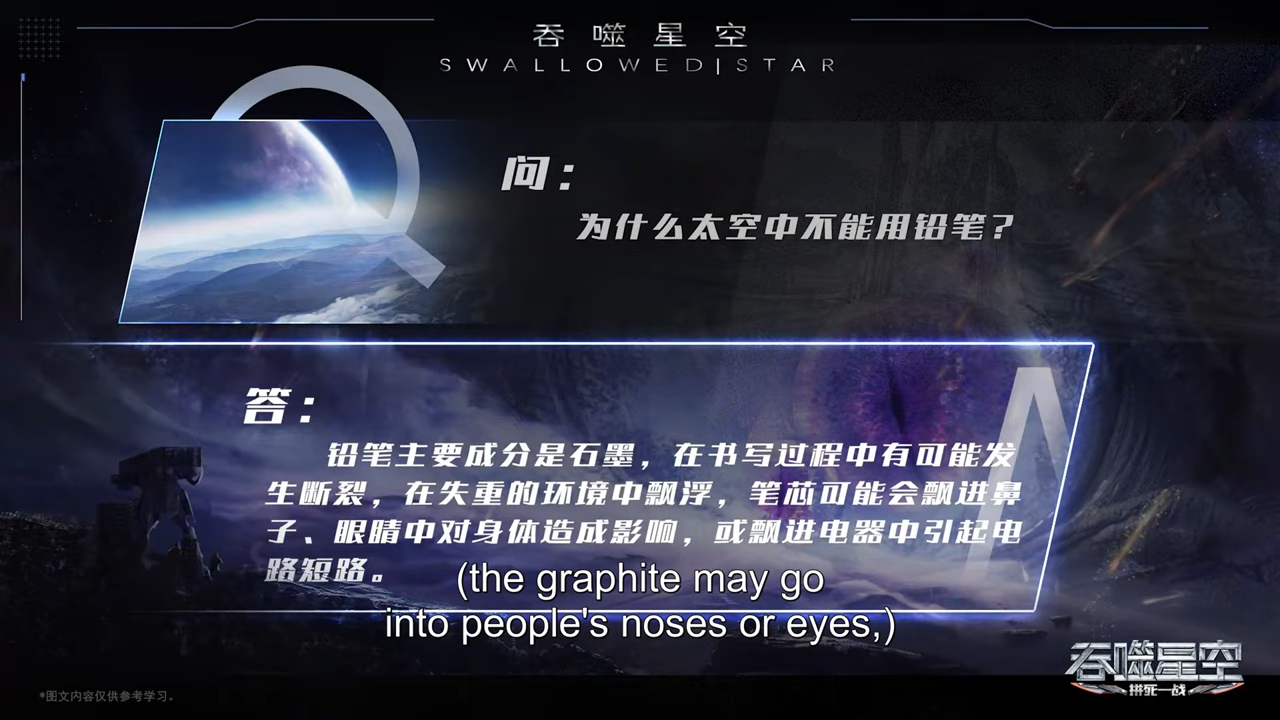 吞噬星空
SWALLOWED|STAR
问：
为什么太空中不能用铅笔？
答：
铅笔主要成分是石墨，在书写过程中有可能发
生断裂，在失重的环境中飘浮，笔芯可能会飘进鼻
子、眼睛中对身体造成影响，或飘进电器中引起电
路短路。
(the graphite may go
into people's noses or eyes,)
吞噬星空
拼死一战
*图文内容仅供参考学习。